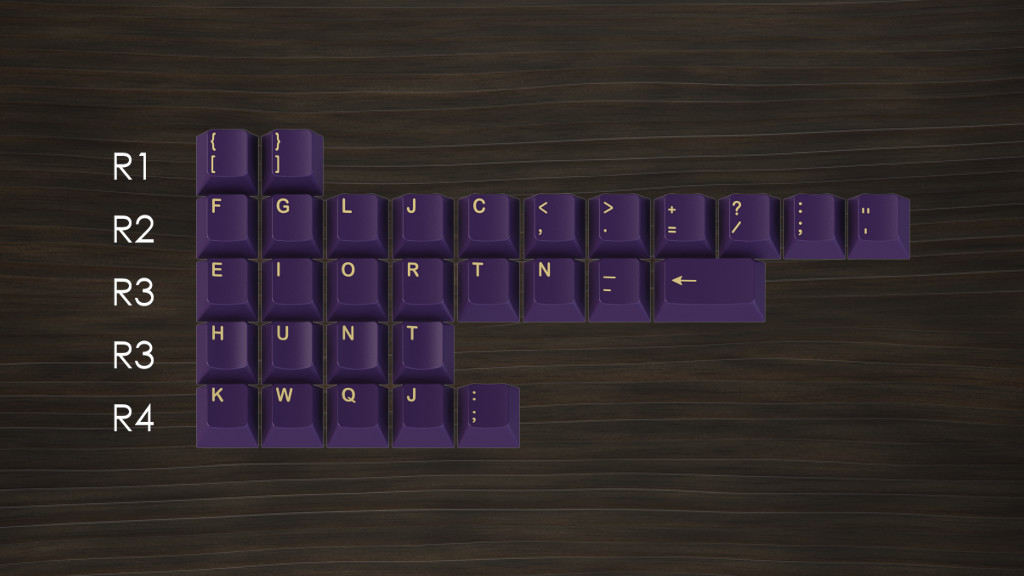 R1 { [ } ]
R2 F G L J C < , > . + = ? / : ; " '
R3 E I O R T N _ - ←
R3 H U N T
R4 K W Q J : ;